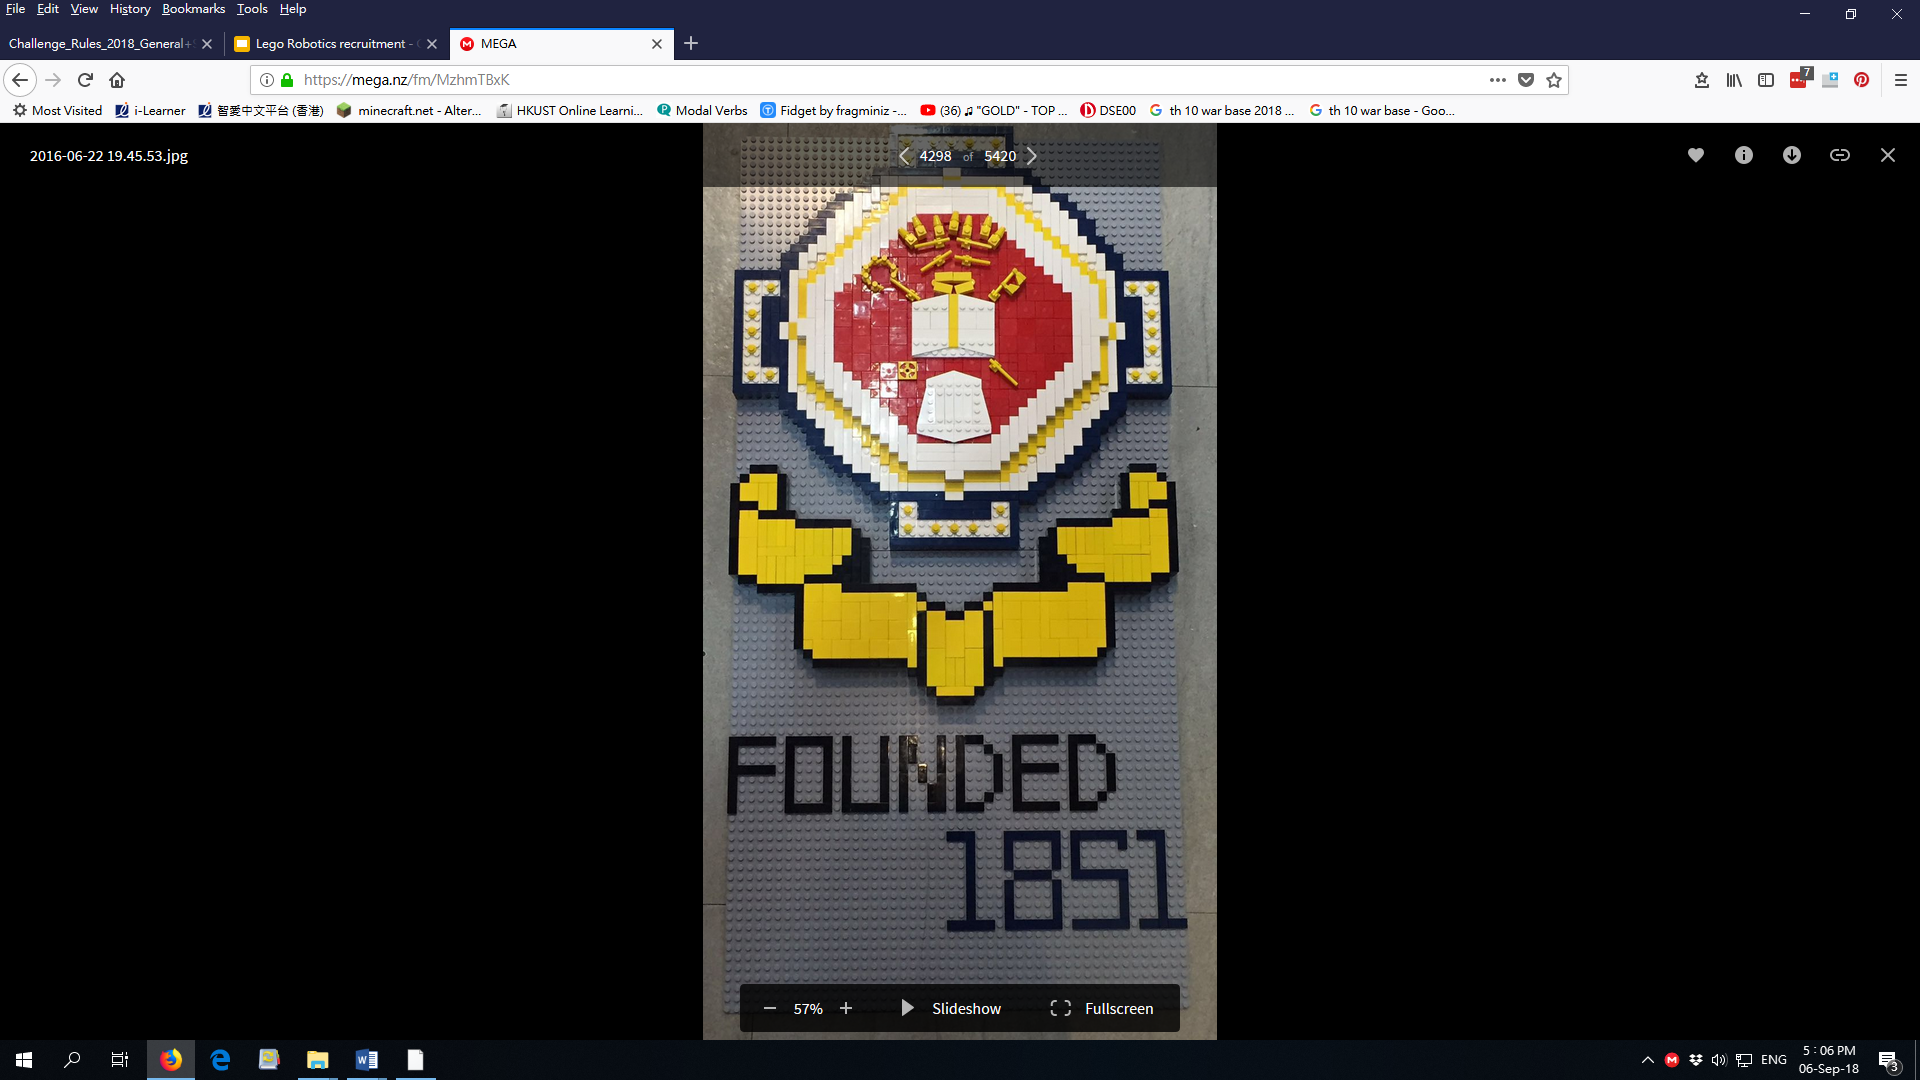 File Edit View History Bookmarks Tools Help
Challenge_Rules_2018_General+
Lego Robotics recruitment -
MEGA
https://mega.nz/fm/MzhmTBxK
7
Most Visited i-Learner 智愛中文平台 (香港) minecraft.net - Alter... HKUST Online Learni... Modal Verbs Fidget by fragminiz -... (36) ♫ "GOLD" - TOP ... DSE00 th 10 war base 2018 ... th 10 war base - Goo...
2016-06-22 19.45.53.jpg
4298 of 5420
FOUNDED
1851
57%
Slideshow
Fullscreen
ENG
5:06 PM
06-Sep-18
3